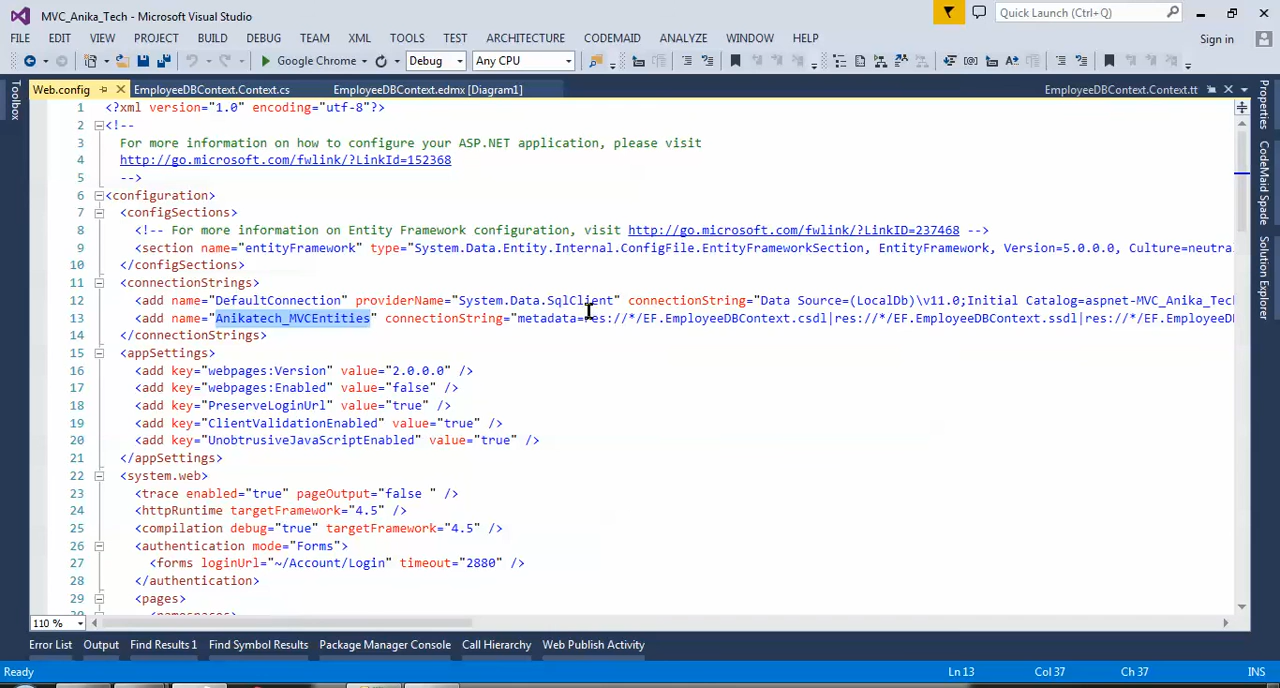 MVC_Anika_Tech - Microsoft Visual Studio
Quick Launch (Ctrl+Q)
FILE EDIT VIEW PROJECT BUILD DEBUG TEAM XML TOOLS TEST ARCHITECTURE CODEMAID ANALYZE WINDOW HELP
Sign in
Google Chrome Debug Any CPU
Toolbox
Web.config EmployeeDBContext.Context.cs EmployeeDBContext.edmx [Diagram1] EmployeeDBContext.Context.tt
1 <?xml version="1.0" encoding="utf-8"?>
2 <!--
3 For more information on how to configure your ASP.NET application, please visit
4 http://go.microsoft.com/fwlink/?LinkId=152368
5 -->
6 <configuration>
7 <configSections>
8 <!-- For more information on Entity Framework configuration, visit http://go.microsoft.com/fwlink/?LinkID=237468 -->
9 <section name="entityFramework" type="System.Data.Entity.Internal.ConfigFile.EntityFrameworkSection, EntityFramework, Version=5.0.0.0, Culture=neutra
10 </configSections>
11 <connectionStrings>
12 <add name="DefaultConnection" providerName="System.Data.SqlClient" connectionString="Data Source=(LocalDb)\v11.0;Initial Catalog=aspnet-MVC_Anika_Tec
13 <add name="Anikatech_MVCEntities" connectionString="metadata=res://*/EF.EmployeeDBContext.csdl|res://*/EF.EmployeeDBContext.ssdl|res://*/EF.EmployeeDB
14 </connectionStrings>
15 <appSettings>
16 <add key="webpages:Version" value="2.0.0.0" />
17 <add key="webpages:Enabled" value="false" />
18 <add key="PreserveLoginUrl" value="true" />
19 <add key="ClientValidationEnabled" value="true" />
20 <add key="UnobtrusiveJavaScriptEnabled" value="true" />
21 </appSettings>
22 <system.web>
23 <trace enabled="true" pageOutput="false " />
24 <httpRuntime targetFramework="4.5" />
25 <compilation debug="true" targetFramework="4.5" />
26 <authentication mode="Forms">
27 <forms loginUrl="~/Account/Login" timeout="2880" />
28 </authentication>
29 <pages>
Properties
CodeMaid Spade
Solution Explorer
110 %
Error List Output Find Results 1 Find Symbol Results Package Manager Console Call Hierarchy Web Publish Activity
Ready Ln 13 Col 37 Ch 37 INS